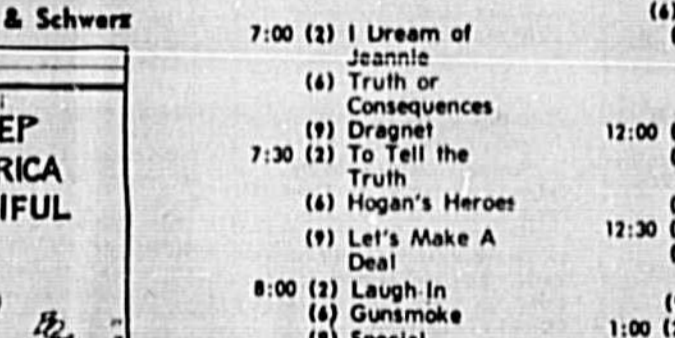 & Schwerz
EP
RICA
IFUL
7:00 (2) I Dream of
Jeannie
(6) Truth or
Consequences
(9) Dragnet
7:30 (2) To Tell the
Truth
(6) Hogan's Heroes
(9) Let's Make A
Deal
8:00 (2) Laugh-In
(6) Gunsmoke
Special
(6)
12:00
12:30
1:00